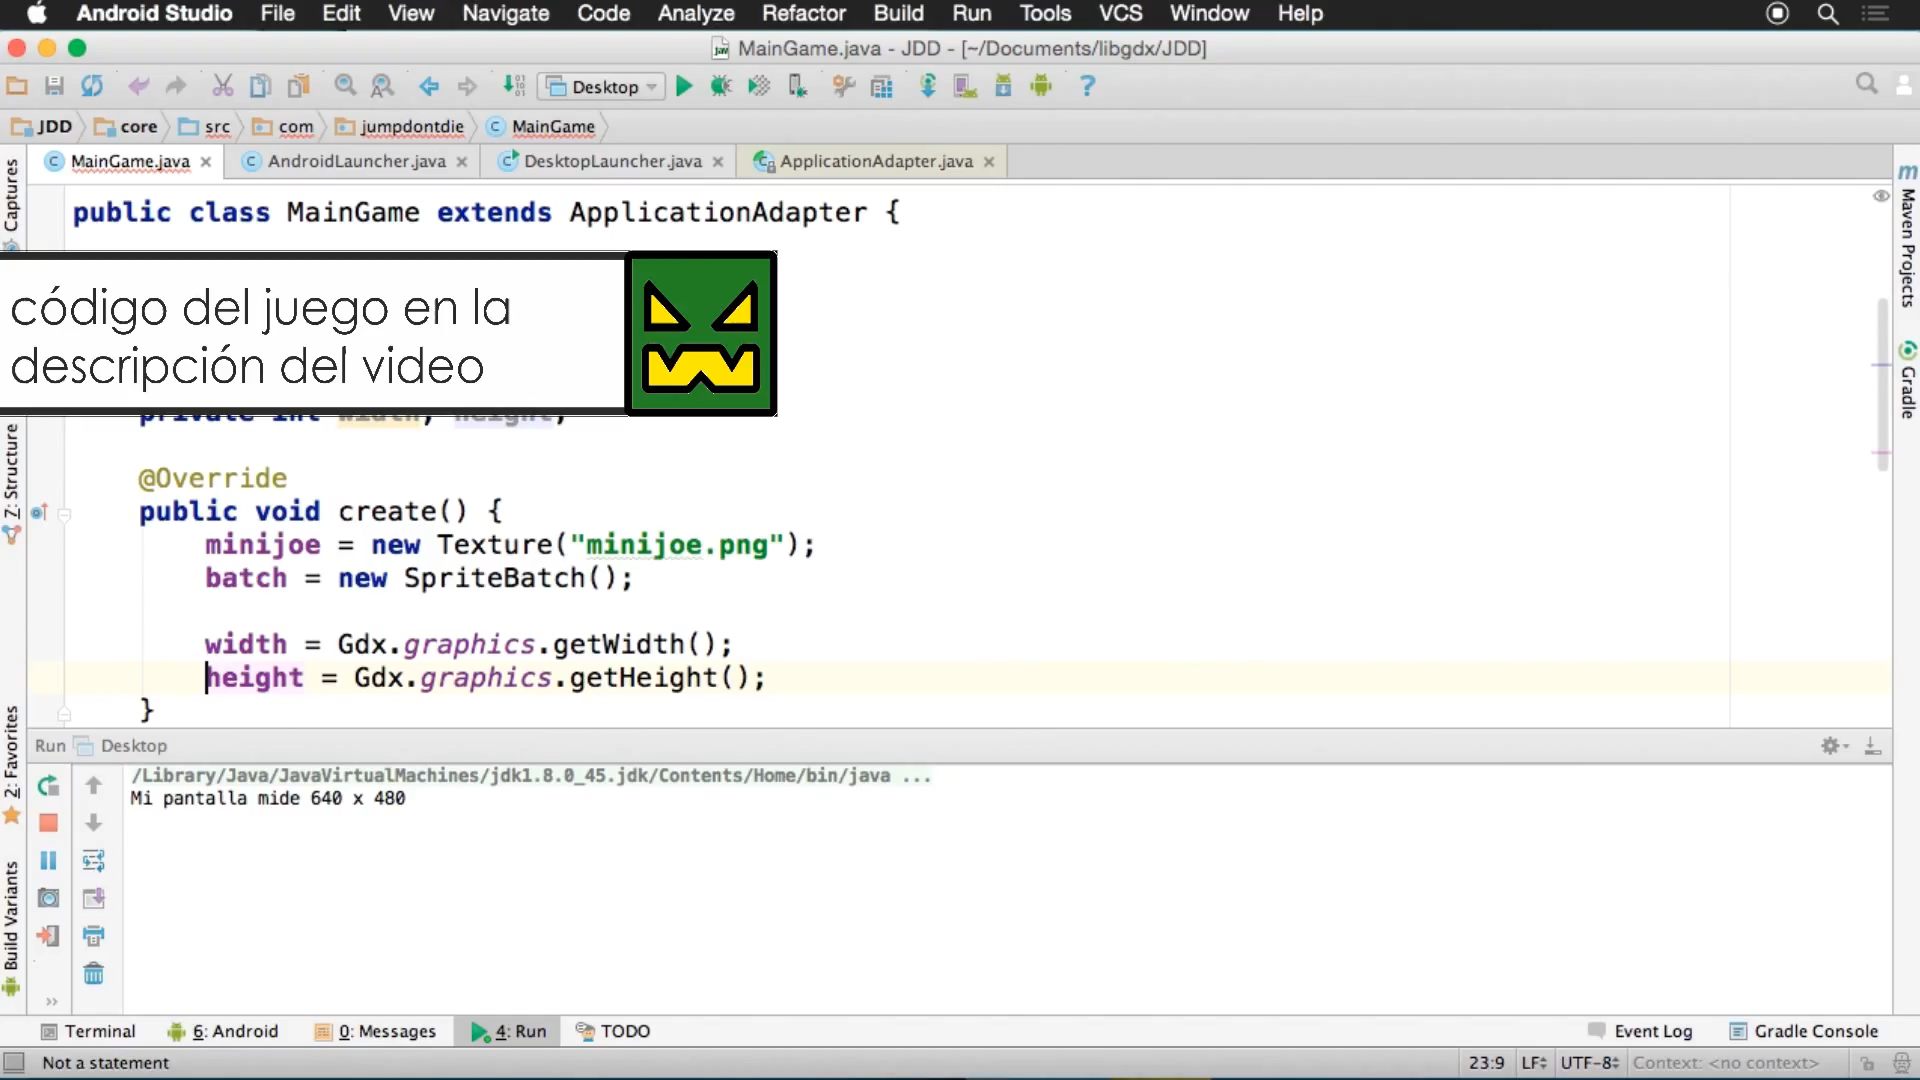 Android Studio File Edit View Navigate Code Analyze Refactor Build Run Tools VCS Window Help
MainGame.java - JDD - [~/Documents/libgdx/JDD]
Desktop
JDD core src com jumpdontdie MainGame
MainGame.java AndroidLauncher.java DesktopLauncher.java ApplicationAdapter.java
Captures
Maven Projects
Gradle
public class MainGame extends ApplicationAdapter {
código del juego en la
descripción del video
private int width, height;
@Override
public void create() {
minijoe = new Texture("minijoe.png");
batch = new SpriteBatch();
width = Gdx.graphics.getWidth();
height = Gdx.graphics.getHeight();
}
7: Structure
2: Favorites
Build Variants
Run Desktop
/Library/Java/JavaVirtualMachines/jdk1.8.0_45.jdk/Contents/Home/bin/java ...
Mi pantalla mide 640 x 480
Terminal 6: Android 0: Messages 4: Run TODO Event Log Gradle Console
Not a statement 23:9 LF UTF-8 Context: <no context>